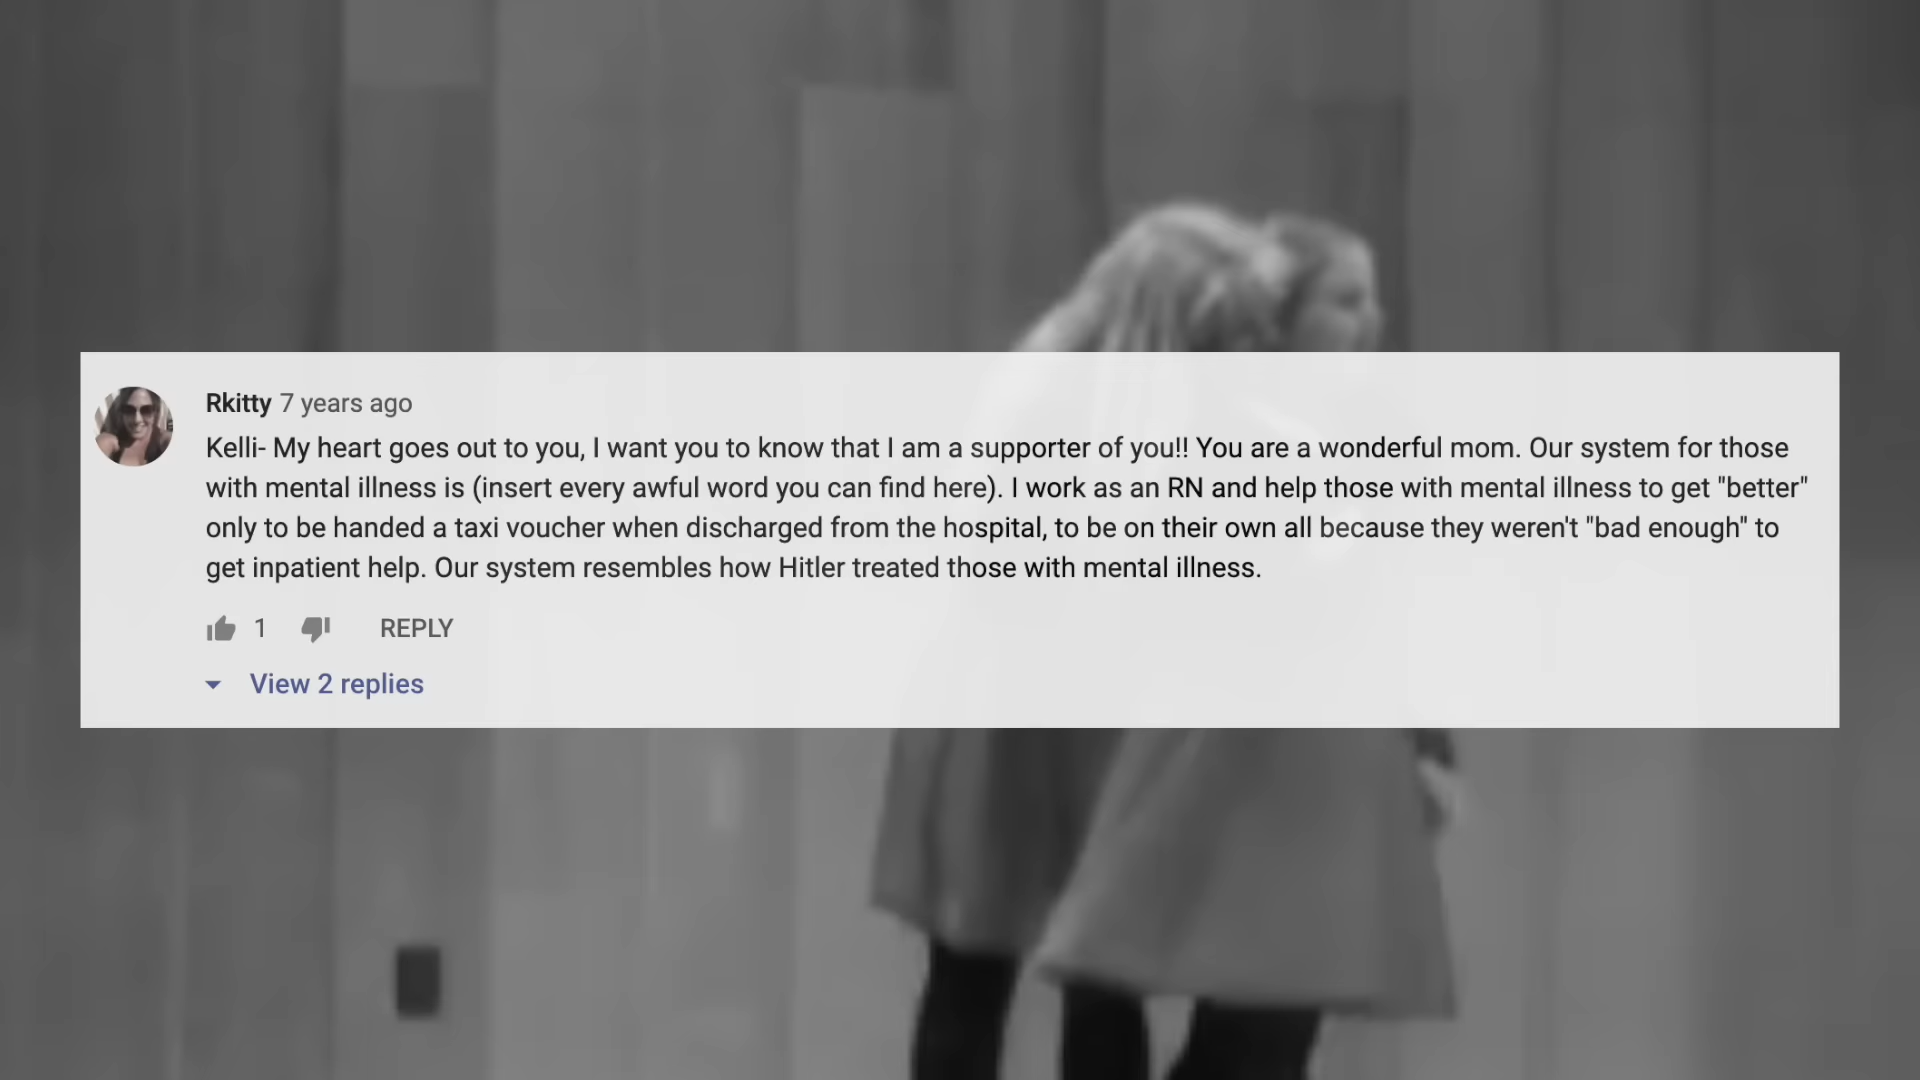 Rkitty 7 years ago
Kelli- My heart goes out to you, I want you to know that I am a supporter of you!! You are a wonderful mom. Our system for those
with mental illness is (insert every awful word you can find here). I work as an RN and help those with mental illness to get "better"
only to be handed a taxi voucher when discharged from the hospital, to be on their own all because they weren't "bad enough" to
get inpatient help. Our system resembles how Hitler treated those with mental illness.
1 REPLY
View 2 replies